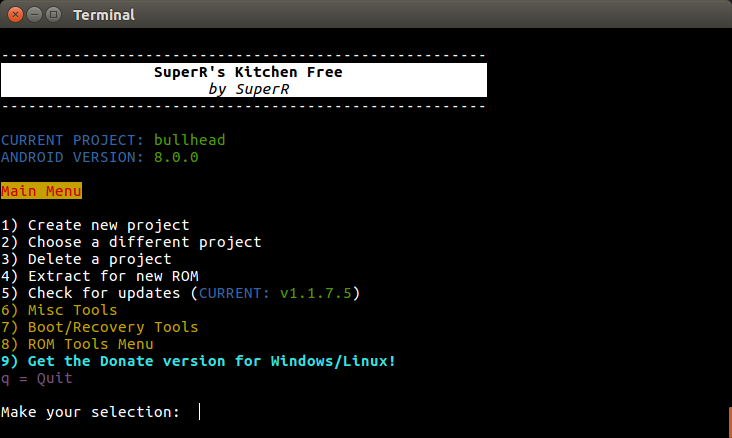 Terminal
------------------------------------------------------
SuperR's Kitchen Free
by SuperR
------------------------------------------------------
CURRENT PROJECT: bullhead
ANDROID VERSION: 8.0.0
Main Menu
1) Create new project
2) Choose a different project
3) Delete a project
4) Extract for new ROM
5) Check for updates (CURRENT: v1.1.7.5)
6) Misc Tools
7) Boot/Recovery Tools
8) ROM Tools Menu
9) Get the Donate version for Windows/Linux!
q = Quit
Make your selection: